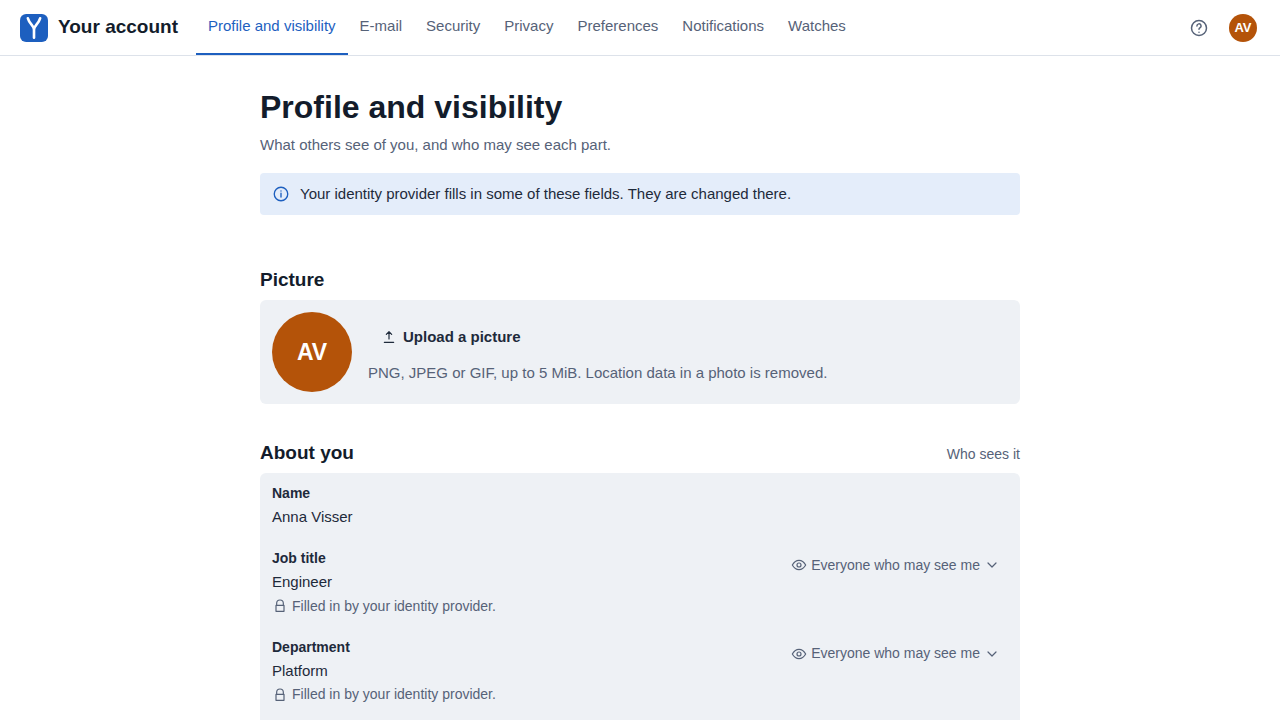 Your account
Profile and visibility
E-mail
Security
Privacy
Preferences
Notifications
Watches
AV
Profile and visibility
What others see of you, and who may see each part.
Your identity provider fills in some of these fields. They are changed there.
Picture
AV
Upload a picture
PNG, JPEG or GIF, up to 5 MiB. Location data in a photo is removed.
About you
Who sees it
Name
Anna Visser
Job title
Everyone who may see me
Engineer
Filled in by your identity provider.
Department
Everyone who may see me
Platform
Filled in by your identity provider.